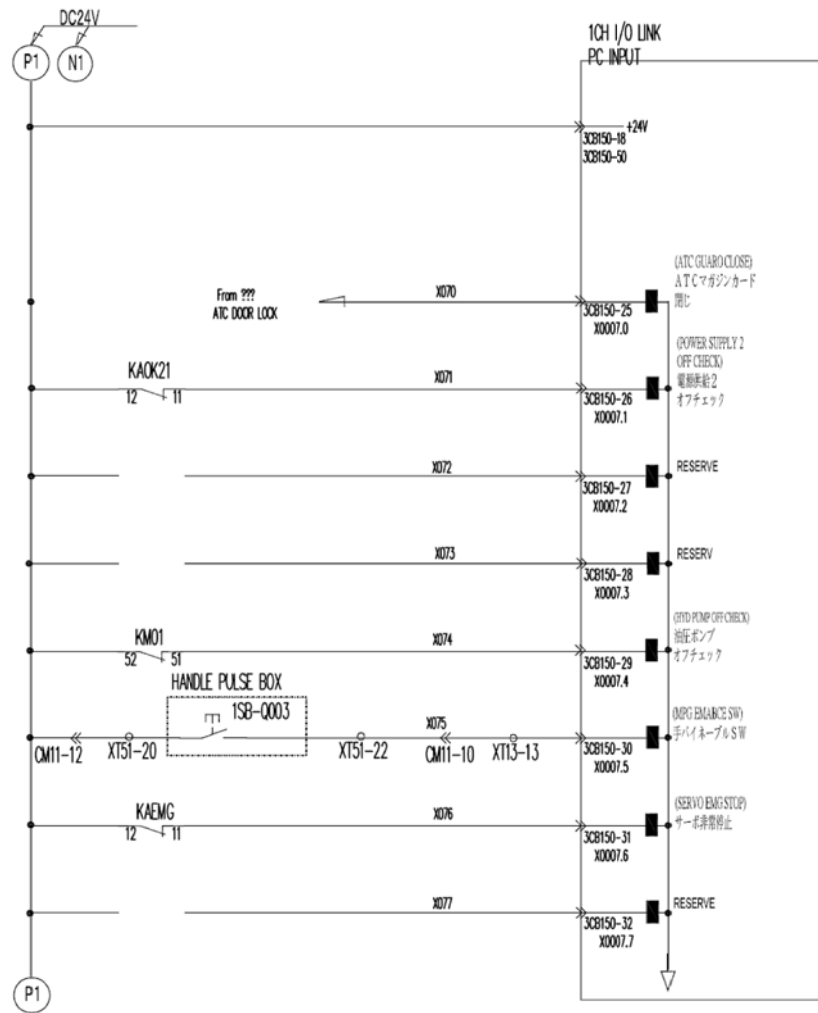 DC24V
P1
N1
1CH I/O LINK
PC INPUT
+24V
3CB150-18
3CB150-50
From ???
ATC DOOR LOCK
X070
3CB150-25
X0007.0
(ATC GUARO CLOSE)
ＡＴＣマガジンカード
閉じ
KAOK21
12 11
X071
3CB150-26
X0007.1
(POWER SUPPLY 2
OFF CHECK)
電源供給２
オフチェック
X072
3CB150-27
X0007.2
RESERVE
X073
3CB150-28
X0007.3
RESERV
KM01
52 51
X074
3CB150-29
X0007.4
(HYD PUMP OFF CHECK)
油圧ポンプ
オフチェック
HANDLE PULSE BOX
1SB-Q003
CM11-12
XT51-20
XT51-22
X075
CM11-10
XT13-13
3CB150-30
X0007.5
(MPG EMABCE SW)
手パイネーブルＳＷ
KAEMG
12 11
X076
3CB150-31
X0007.6
(SERVO EMG STOP)
サーボ非常停止
X077
3CB150-32
X0007.7
RESERVE
P1